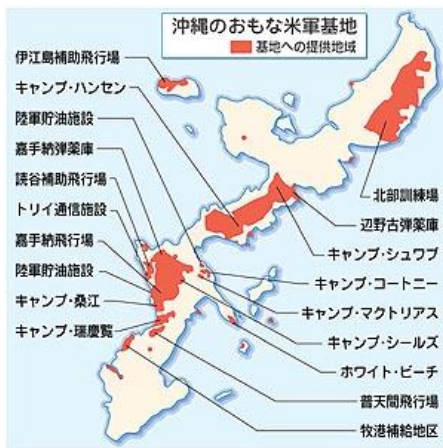 沖縄のおもな米軍基地
基地への提供地域
伊江島補助飛行場
キャンプ・ハンセン
陸軍貯油施設
嘉手納弾薬庫
読谷補助飛行場
トリイ通信施設
嘉手納飛行場
陸軍貯油施設
キャンプ・桑江
キャンプ・瑞慶覧
北部訓練場
辺野古弾薬庫
キャンプ・シュワブ
キャンプ・コートニー
キャンプ・マクトリアス
キャンプ・シールズ
ホワイト・ビーチ
普天間飛行場
牧港補給地区